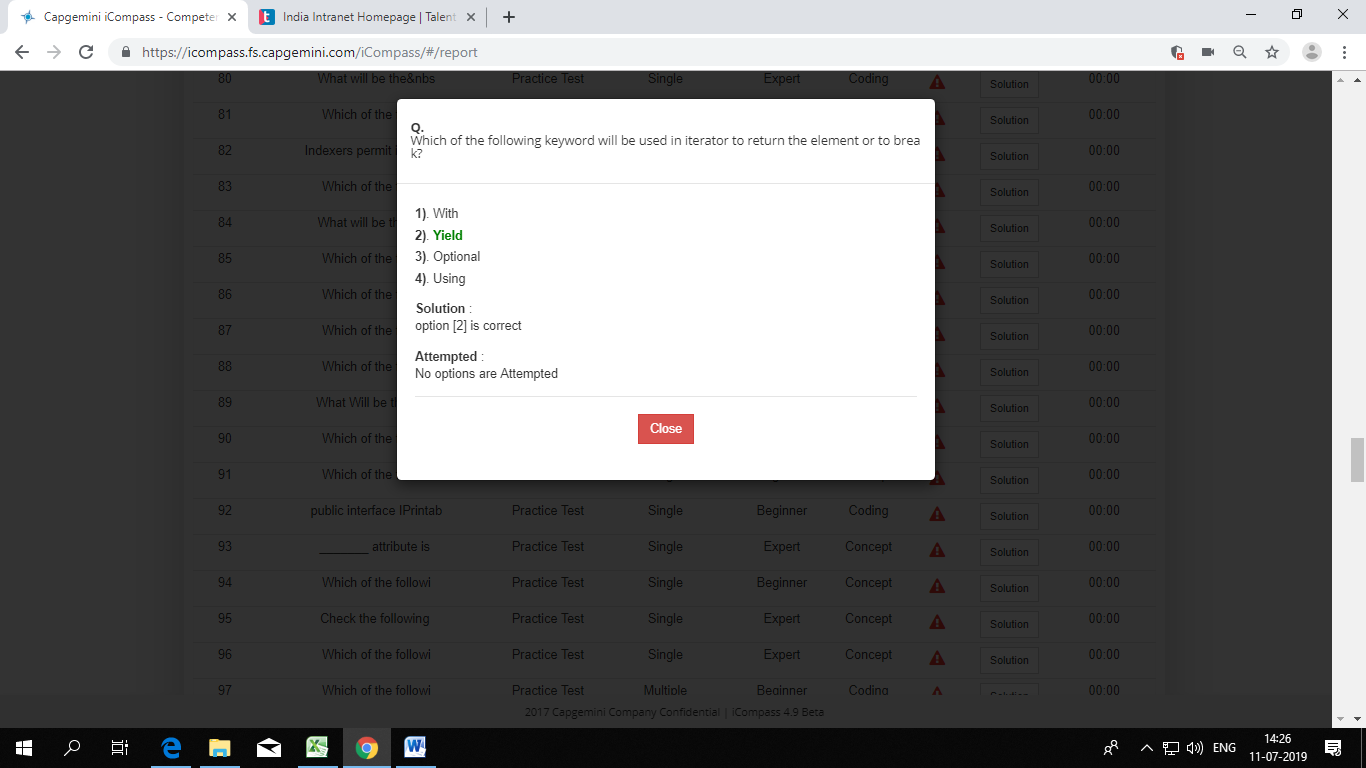 Capgemini iCompass - Competen
India Intranet Homepage | Talent
https://icompass.fs.capgemini.com/iCompass/#/report
80 What will be the&nbs Practice Test Single Expert Coding Solution 00:00
81 Which of the Solution 00:00
82 Indexers permit Solution 00:00
83 Which of the Solution 00:00
84 What will be th Solution 00:00
85 Which of the Solution 00:00
86 Which of the Solution 00:00
87 Which of the Solution 00:00
88 Which of the Solution 00:00
89 What Will be t Solution 00:00
90 Which of the Solution 00:00
91 Which of the Solution 00:00
Q.
Which of the following keyword will be used in iterator to return the element or to brea
k?
1). With
2). Yield
3). Optional
4). Using
Solution :
option [2] is correct
Attempted :
No options are Attempted
Close
92 public interface IPrintab Practice Test Single Beginner Coding Solution 00:00
93 _______ attribute is Practice Test Single Expert Concept Solution 00:00
94 Which of the followi Practice Test Single Beginner Concept Solution 00:00
95 Check the following Practice Test Single Expert Concept Solution 00:00
96 Which of the followi Practice Test Single Expert Concept Solution 00:00
97 Which of the followi Practice Test Multiple Beginner Coding Solution 00:00
2017 Capgemini Company Confidential | iCompass 4.9 Beta
ENG
14:26
11-07-2019